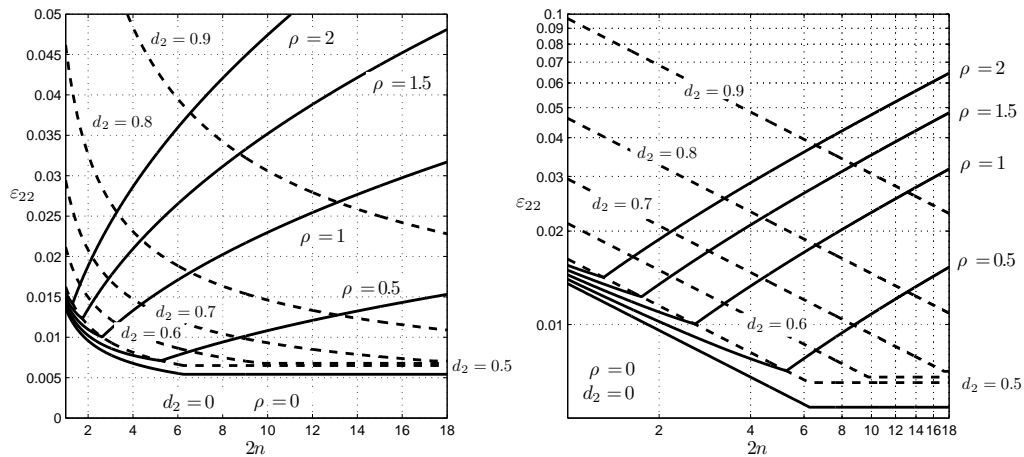 0.05
0.045
0.04
0.035
0.03
ε₂₂
0.025
0.02
0.015
0.01
0.005
0
2 4 6 8 10 12 14 16 18
2n
d₂ = 0.9
ρ = 2
ρ = 1.5
d₂ = 0.8
ρ = 1
ρ = 0.5
d₂ = 0.7
d₂ = 0.6
d₂ = 0.5
d₂ = 0 ρ = 0
0.1
0.09
0.08
0.07
0.06
0.05
0.04
0.03
ε₂₂
0.02
0.01
2 4 6 8 10 12 14 16 18
2n
ρ = 2
d₂ = 0.9
ρ = 1.5
d₂ = 0.8
ρ = 1
d₂ = 0.7
ρ = 0.5
d₂ = 0.6
ρ = 0
d₂ = 0
d₂ = 0.5